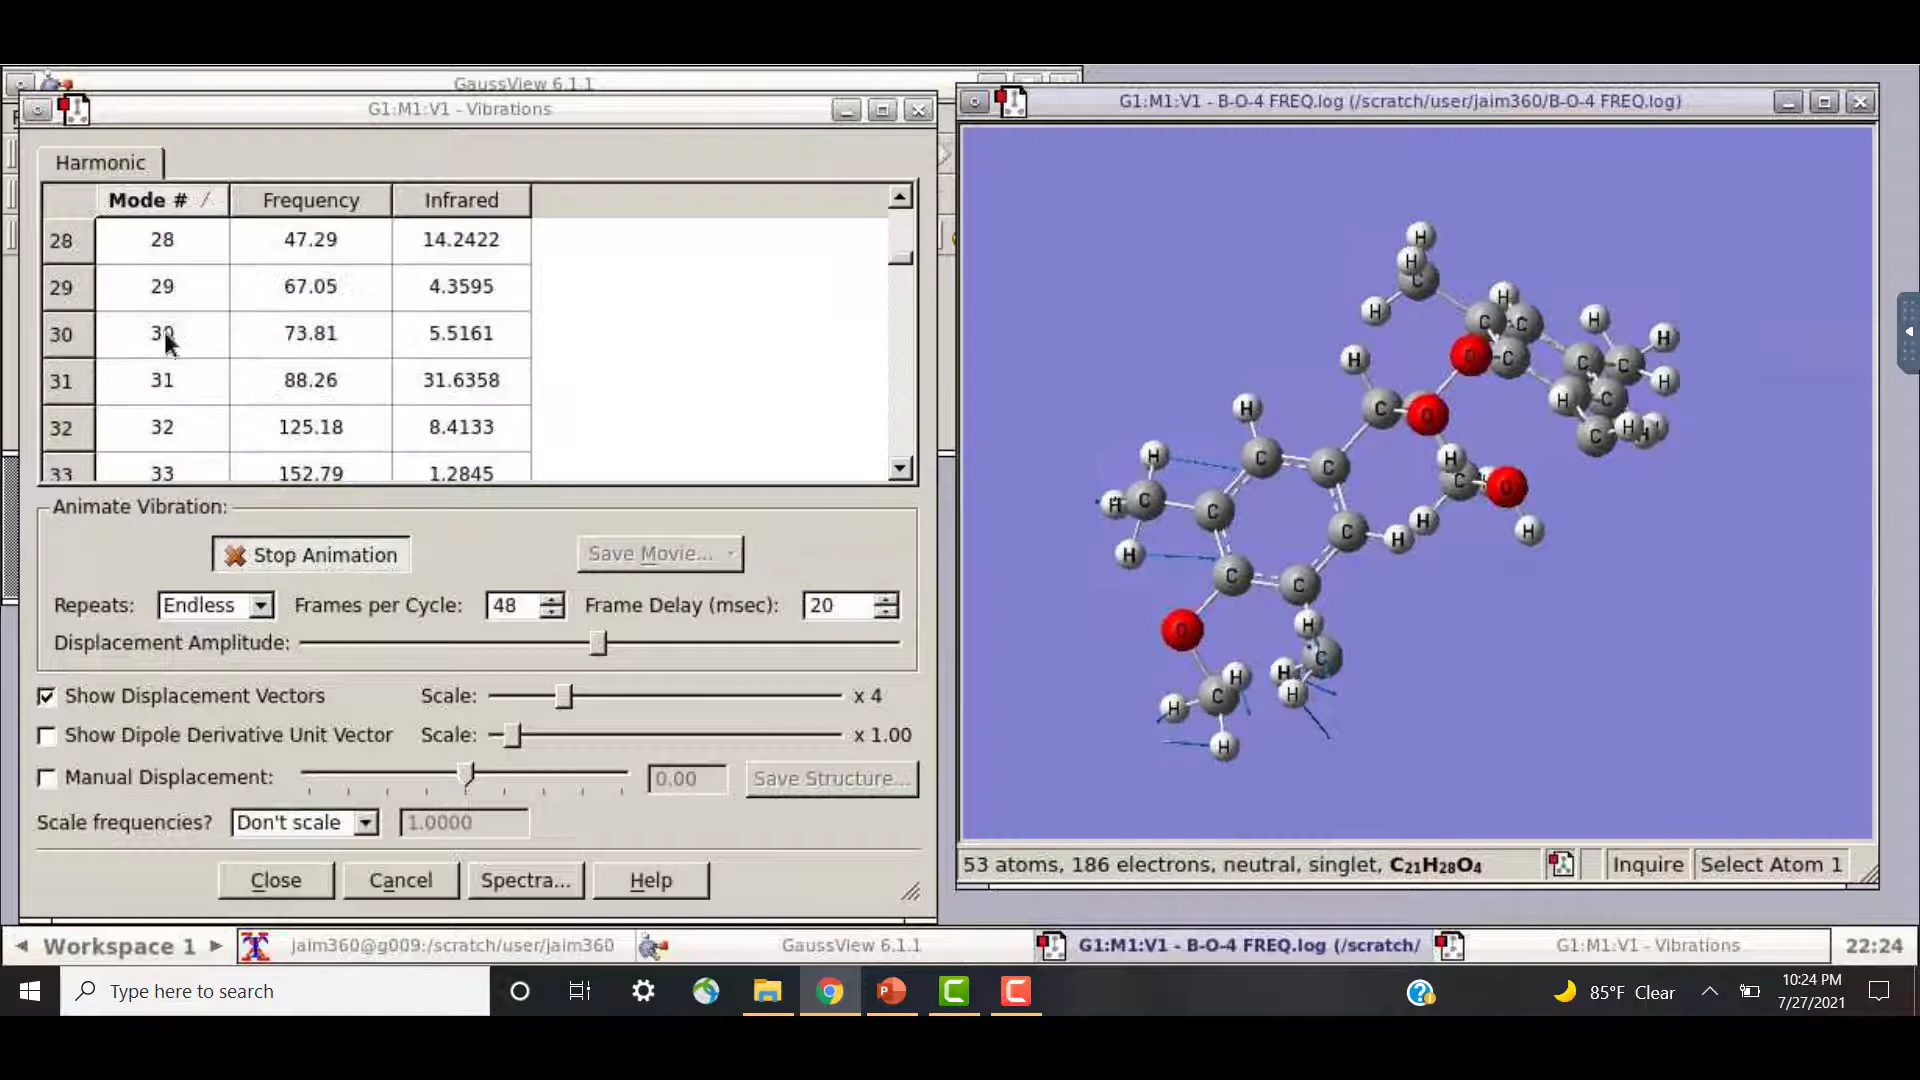 GaussView 6.1.1
G1:M1:V1 - Vibrations
G1:M1:V1 - B-O-4 FREQ.log (/scratch/user/jaim360/B-O-4 FREQ.log)
Harmonic
Mode # Frequency Infrared
28 28 47.29 14.2422
29 29 67.05 4.3595
30 30 73.81 5.5161
31 31 88.26 31.6358
32 32 125.18 8.4133
33 33 152.79 1.2845
Animate Vibration:
Stop Animation Save Movie...
Repeats: Endless Frames per Cycle: 48 Frame Delay (msec): 20
Displacement Amplitude:
Show Displacement Vectors Scale: x 4
Show Dipole Derivative Unit Vector Scale: x 1.00
Manual Displacement: 0.00 Save Structure...
Scale frequencies? Don't scale 1.0000
Close Cancel Spectra... Help
H
H
C
H
H
C
C
H
H
O
C
C
C
H
H
H
C
O
H
C
C
H
H
H
H
C
C
H
C
O
H
H
C
H
C
C
H
H
H
C
C
O
H
C
H
H
H
C
H
H
53 atoms, 186 electrons, neutral, singlet, C₂₁H₂₈O₄ Inquire Select Atom 1
Workspace 1 jaim360@g009:/scratch/user/jaim360 GaussView 6.1.1 G1:M1:V1 - B-O-4 FREQ.log (/scratch/ G1:M1:V1 - Vibrations 22:24
Type here to search 85°F Clear 10:24 PM
7/27/2021